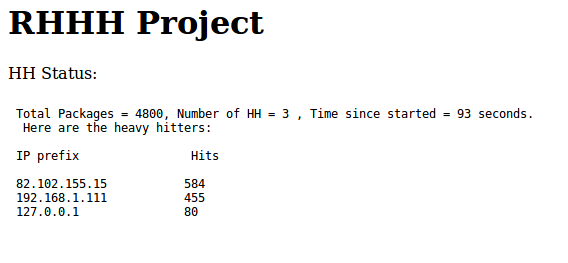 RHHH Project
HH Status:
Total Packages = 4800, Number of HH = 3 , Time since started = 93 seconds.
Here are the heavy hitters:
IP prefix Hits
82.102.155.15 584
192.168.1.111 455
127.0.0.1 80